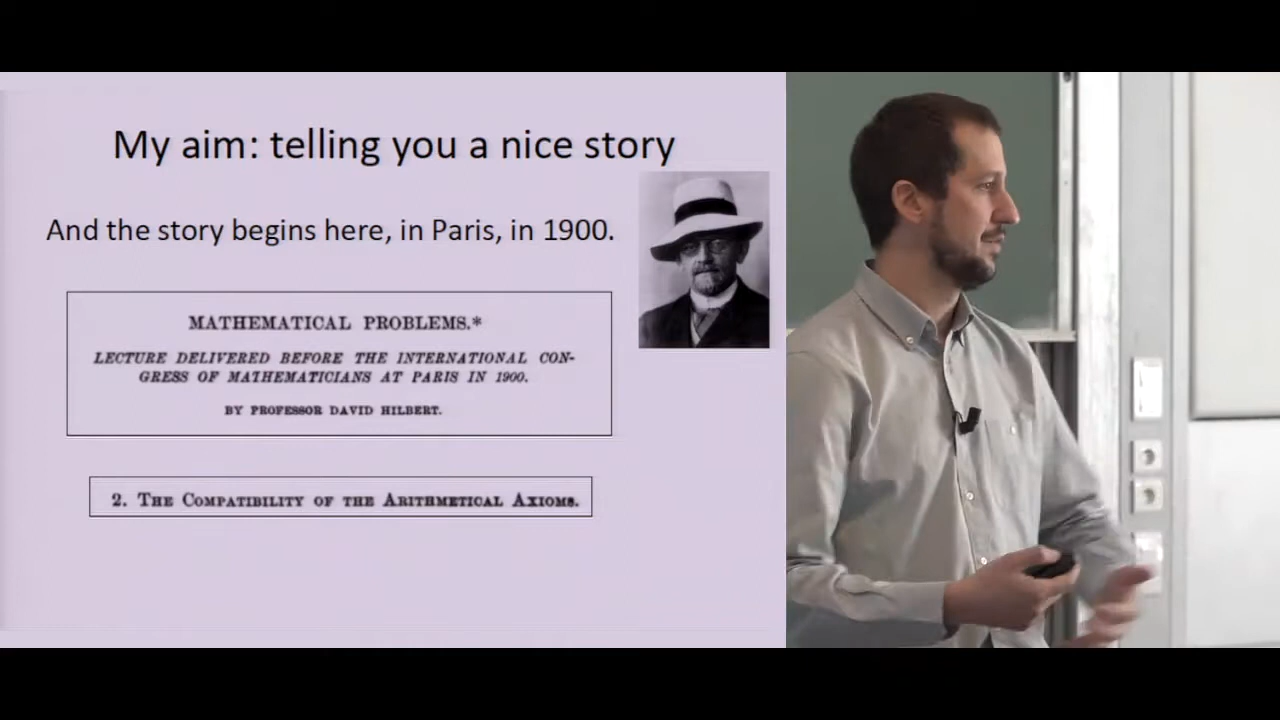 My aim: telling you a nice story
And the story begins here, in Paris, in 1900.
MATHEMATICAL PROBLEMS.*
LECTURE DELIVERED BEFORE THE INTERNATIONAL CON-
GRESS OF MATHEMATICIANS AT PARIS IN 1900.
BY PROFESSOR DAVID HILBERT.
2. THE COMPATIBILITY OF THE ARITHMETICAL AXIOMS.